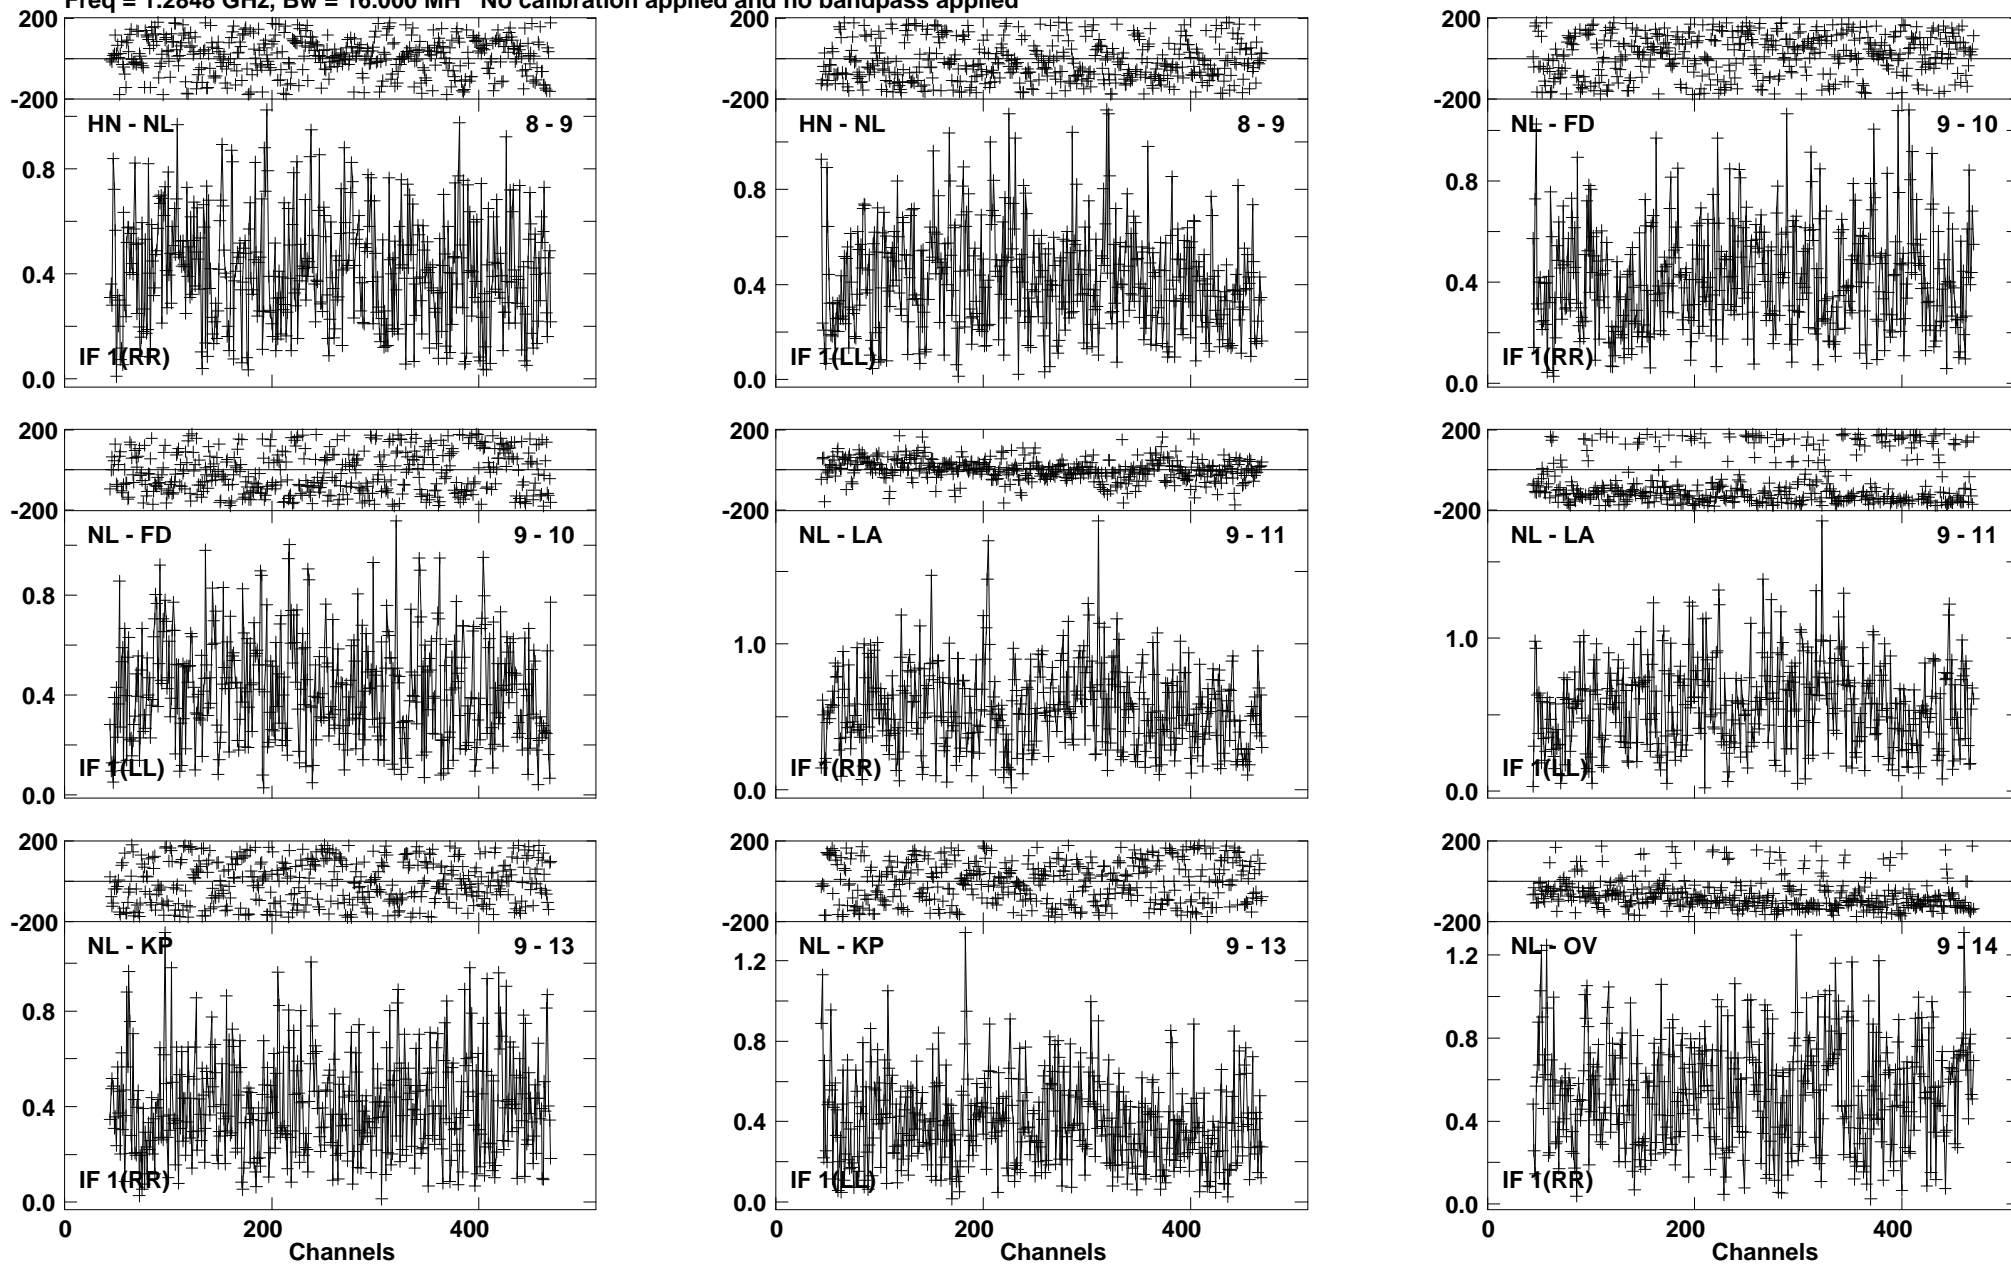 Freq = 1.2848 GHz, Bw = 16.000 MH No calibration applied and no bandpass applied
200 200 200
-200 -200 -200
HN - NL 8 - 9 HN - NL 8 - 9 NL - FD 9 - 10
0.8 0.8 0.8
0.4 0.4 0.4
IF 1(RR) IF 1(LL) IF 1(RR)
0.0 0.0 0.0
200 200 200
-200 -200 -200
NL - FD 9 - 10 NL - LA 9 - 11 NL - LA 9 - 11
0.8 1.0 1.0
0.4
IF 1(LL) IF 1(RR) IF 1(LL)
0.0 0.0 0.0
200 200 200
-200 -200 -200
NL - KP 9 - 13 NL - KP 9 - 13 NL - OV 9 - 14
1.2 1.2
0.8 0.8 0.8
0.4 0.4 0.4
IF 1(RR) IF 1(LL) IF 1(RR)
0.0 0.0 0.0
0 200 400 0 200 400 0 200 400
Channels Channels Channels